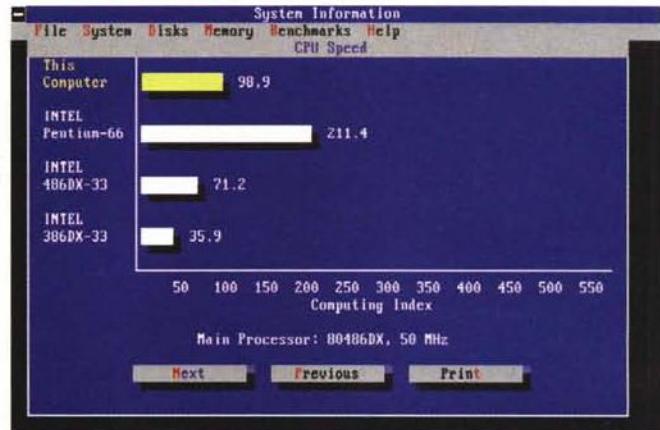 System Information
File System Disks Memory Benchmarks Help
CPU Speed
This
Computer
98.9
INTEL
Pentium-66
211.4
INTEL
486DX-33
71.2
INTEL
386DX-33
35.9
50 100 150 200 250 300 350 400 450 500 550
Computing Index
Main Processor: 80486DX, 50 MHz
Next Previous Print